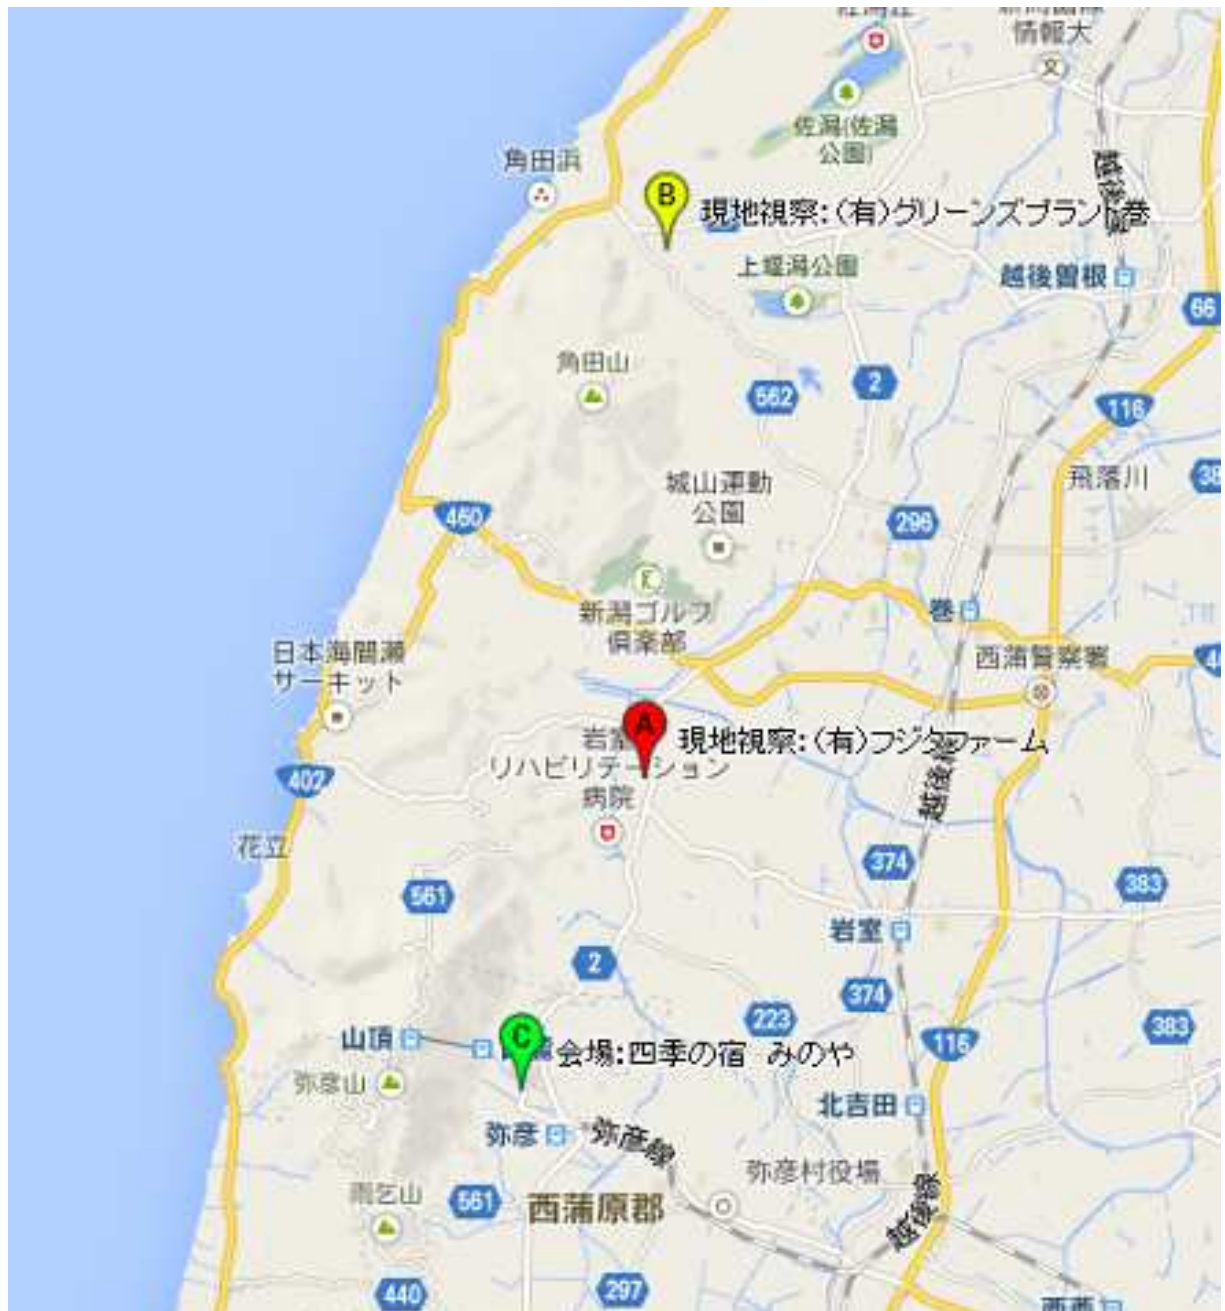 情報大
佐潟(佐潟
公園)
角田浜
B
現地視察:(有)グリーンズプラント巻
上堰潟公園
越後曽根
66
角田山
562
2
116
城山運動
公園
飛落川
460
296
新潟ゴルフ
倶楽部
巻
日本海間瀬
サーキット
西蒲警察署
A
現地視察:(有)フジタファーム
リハビリテーション
病院
402
越後線
花立
374
561
383
岩室
2
374
223
383
116
山頂
C
会場:四季の宿 みのや
弥彦山
北吉田
弥彦
弥彦線
弥彦村役場
雨乞山
561
西蒲原郡
越後線
440
297